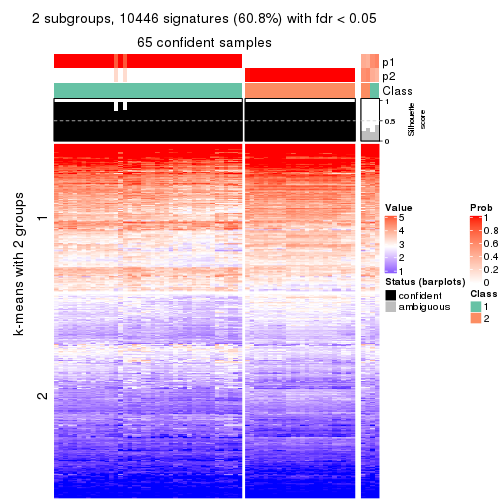 2 subgroups, 10446 signatures (60.8%) with fdr < 0.05
65 confident samples
p1
p2
Class
1
0.5
0
Silhouette
score
k-means with 2 groups
1
2
Value
5
4
3
2
1
Status (barplots)
confident
ambiguous
Prob
1
0.8
0.6
0.4
0.2
0
Class
1
2